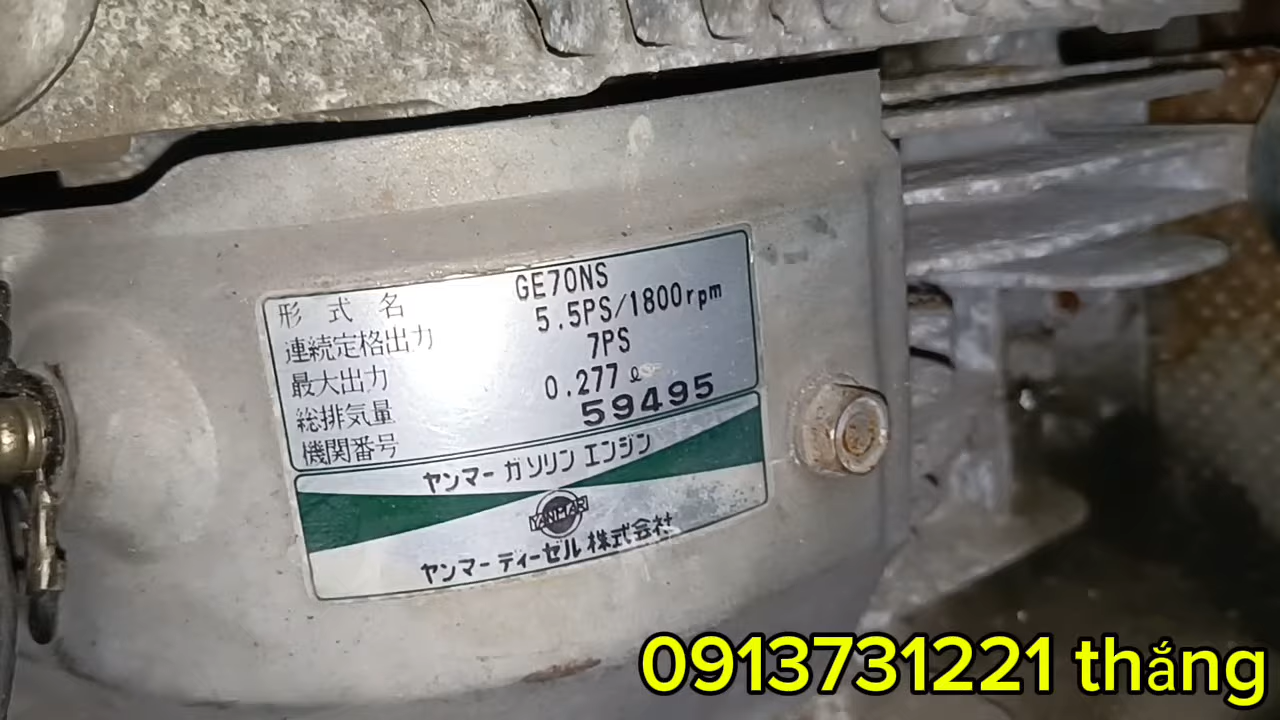 形式名 GE70NS
連続定格出力 5.5PS/1800rpm
最大出力 7PS
総排気量 0.277ℓ
機関番号 59495
ヤンマーガソリンエンジン
YANMAR
ヤンマーディーゼル株式会社
0913731221 thắng